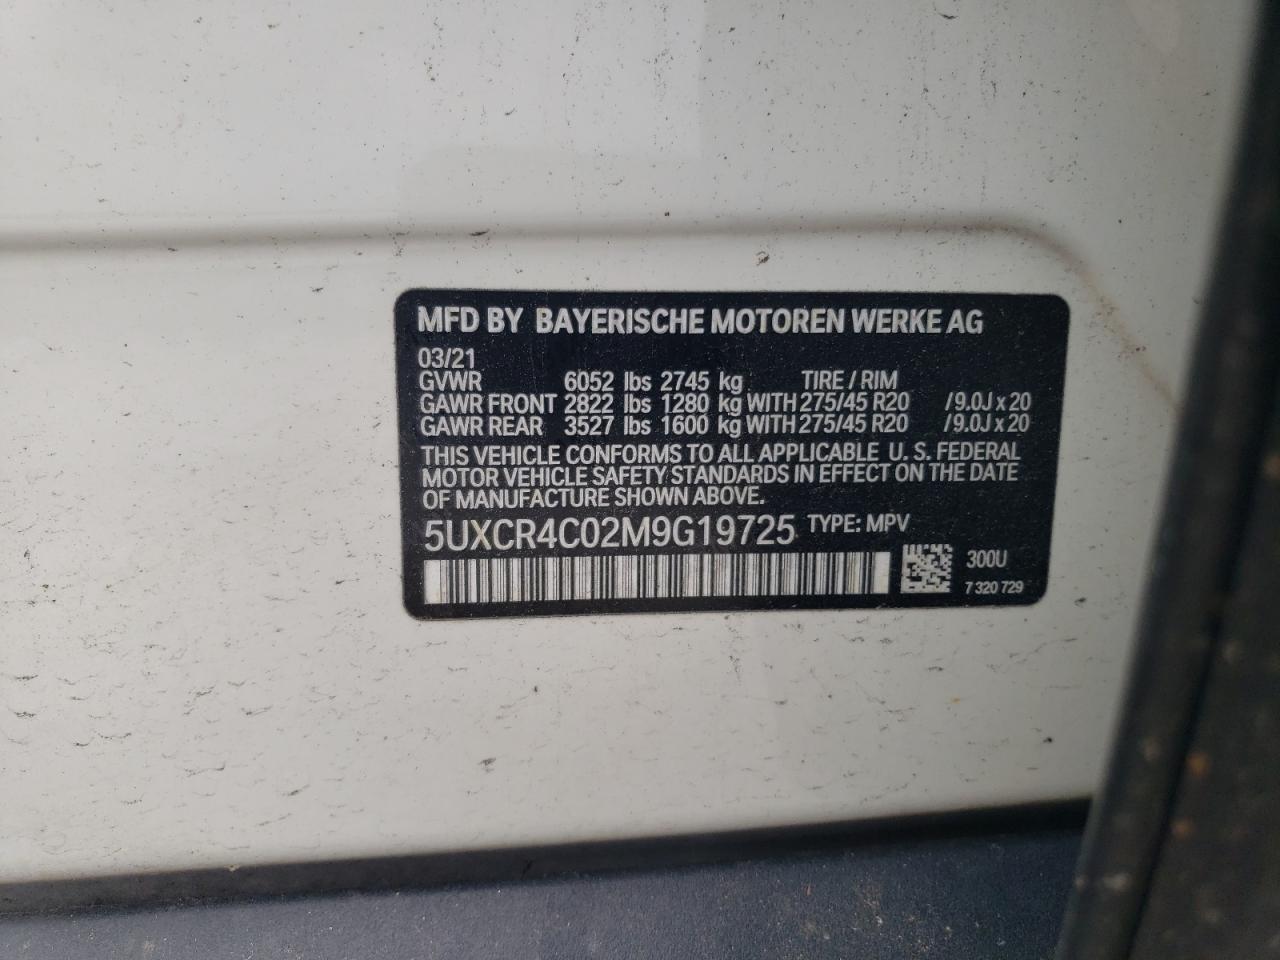 MFD BY BAYERISCHE MOTOREN WERKE AG
03/21
GVWR 6052 lbs 2745 kg TIRE / RIM
GAWR FRONT 2822 lbs 1280 kg WITH 275/45 R20 /9.0J x 20
GAWR REAR 3527 lbs 1600 kg WITH 275/45 R20 /9.0J x 20
THIS VEHICLE CONFORMS TO ALL APPLICABLE U. S. FEDERAL
MOTOR VEHICLE SAFETY STANDARDS IN EFFECT ON THE DATE
OF MANUFACTURE SHOWN ABOVE.
5UXCR4C02M9G19725 TYPE: MPV
300U
7 320 729